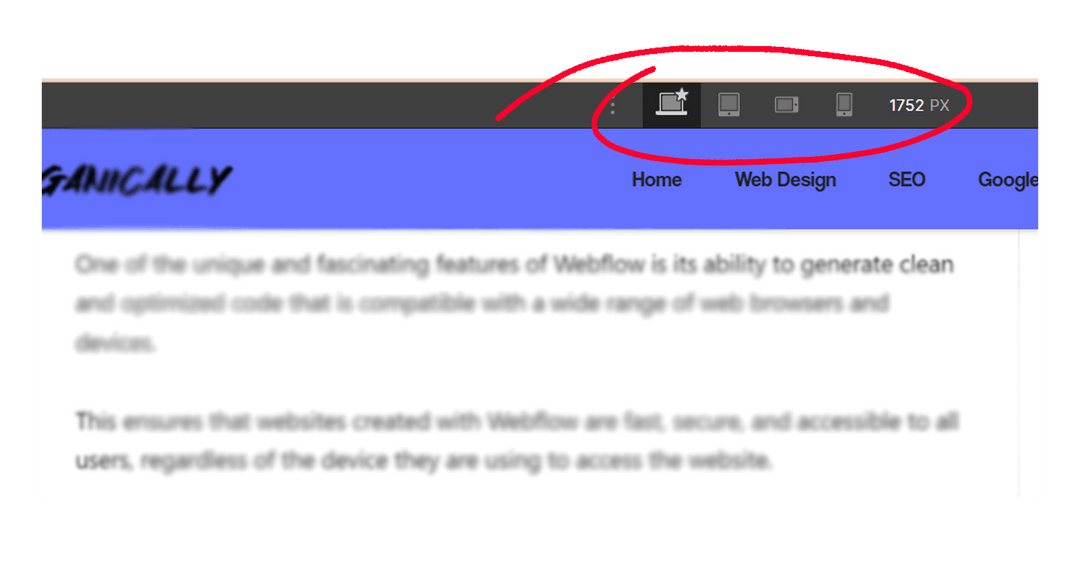 1752 PX
GANICALLY
Home Web Design SEO Google
One of the unique and fascinating features of Webflow is its ability to generate clean
and optimized code that is compatible with a wide range of web browsers and
devices.
This ensures that websites created with Webflow are fast, secure, and accessible to all
users, regardless of the device they are using to access the website.